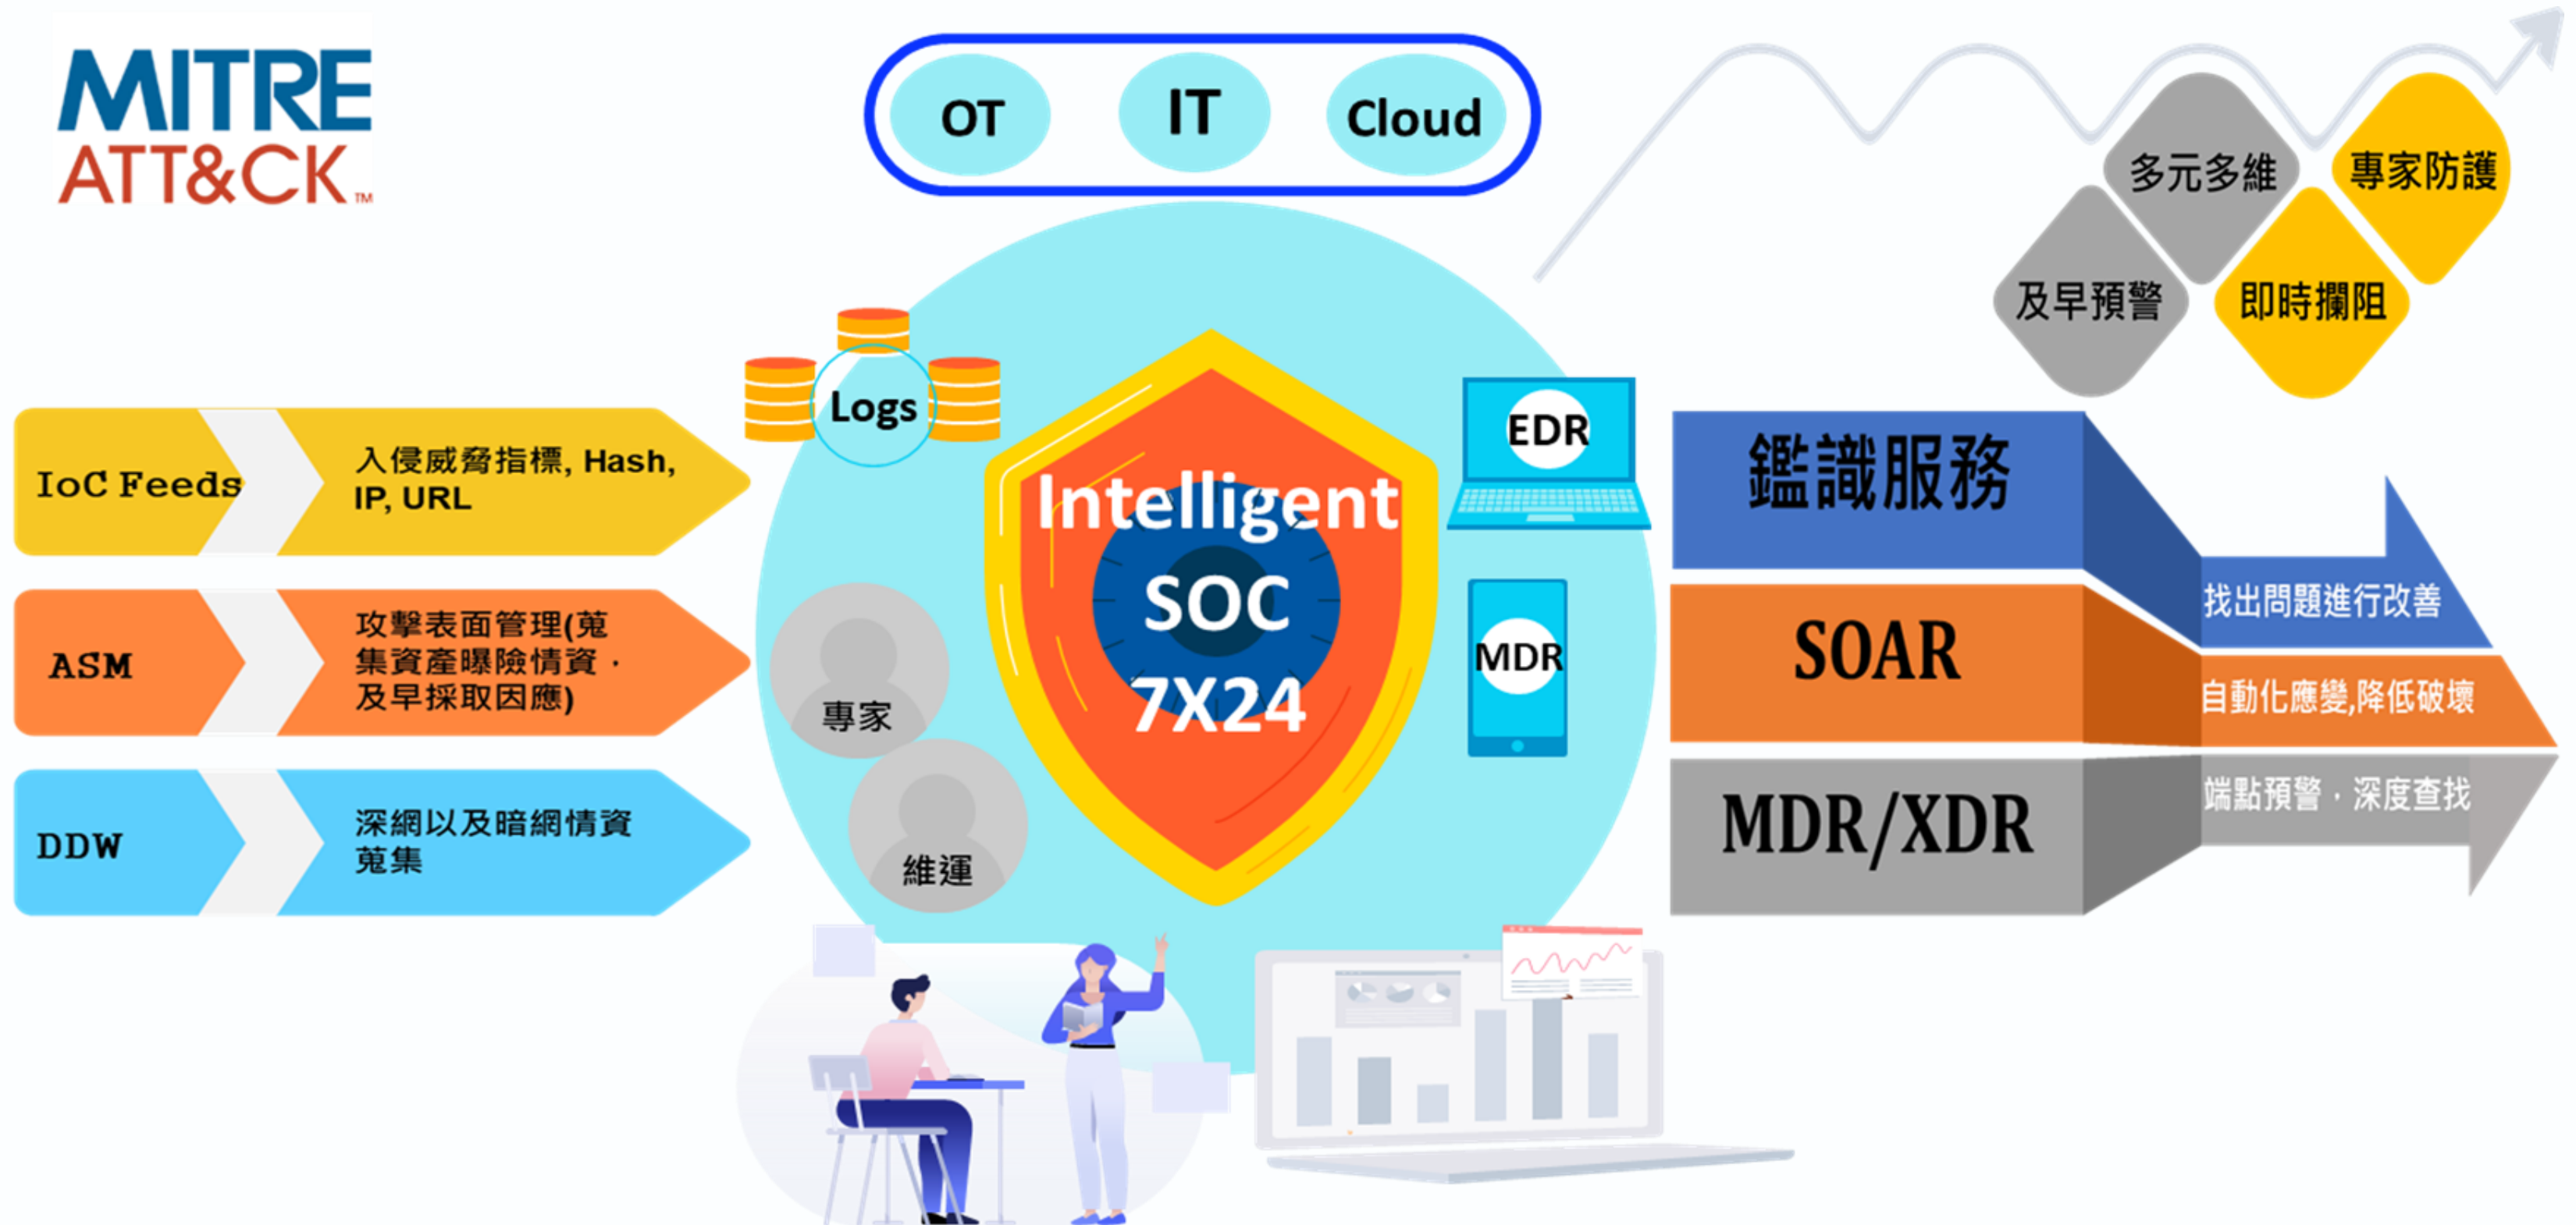 MITRE
ATT&CK™
OT
IT
Cloud
多元多維
專家防護
及早預警
即時攔阻
IoC Feeds
入侵威脅指標, Hash,
IP, URL
ASM
攻擊表面管理(蒐
集資產曝險情資，
及早採取因應)
DDW
深網以及暗網情資
蒐集
Logs
專家
維運
Intelligent
SOC
7X24
EDR
MDR
鑑識服務
找出問題進行改善
SOAR
自動化應變,降低破壞
MDR/XDR
端點預警，深度查找